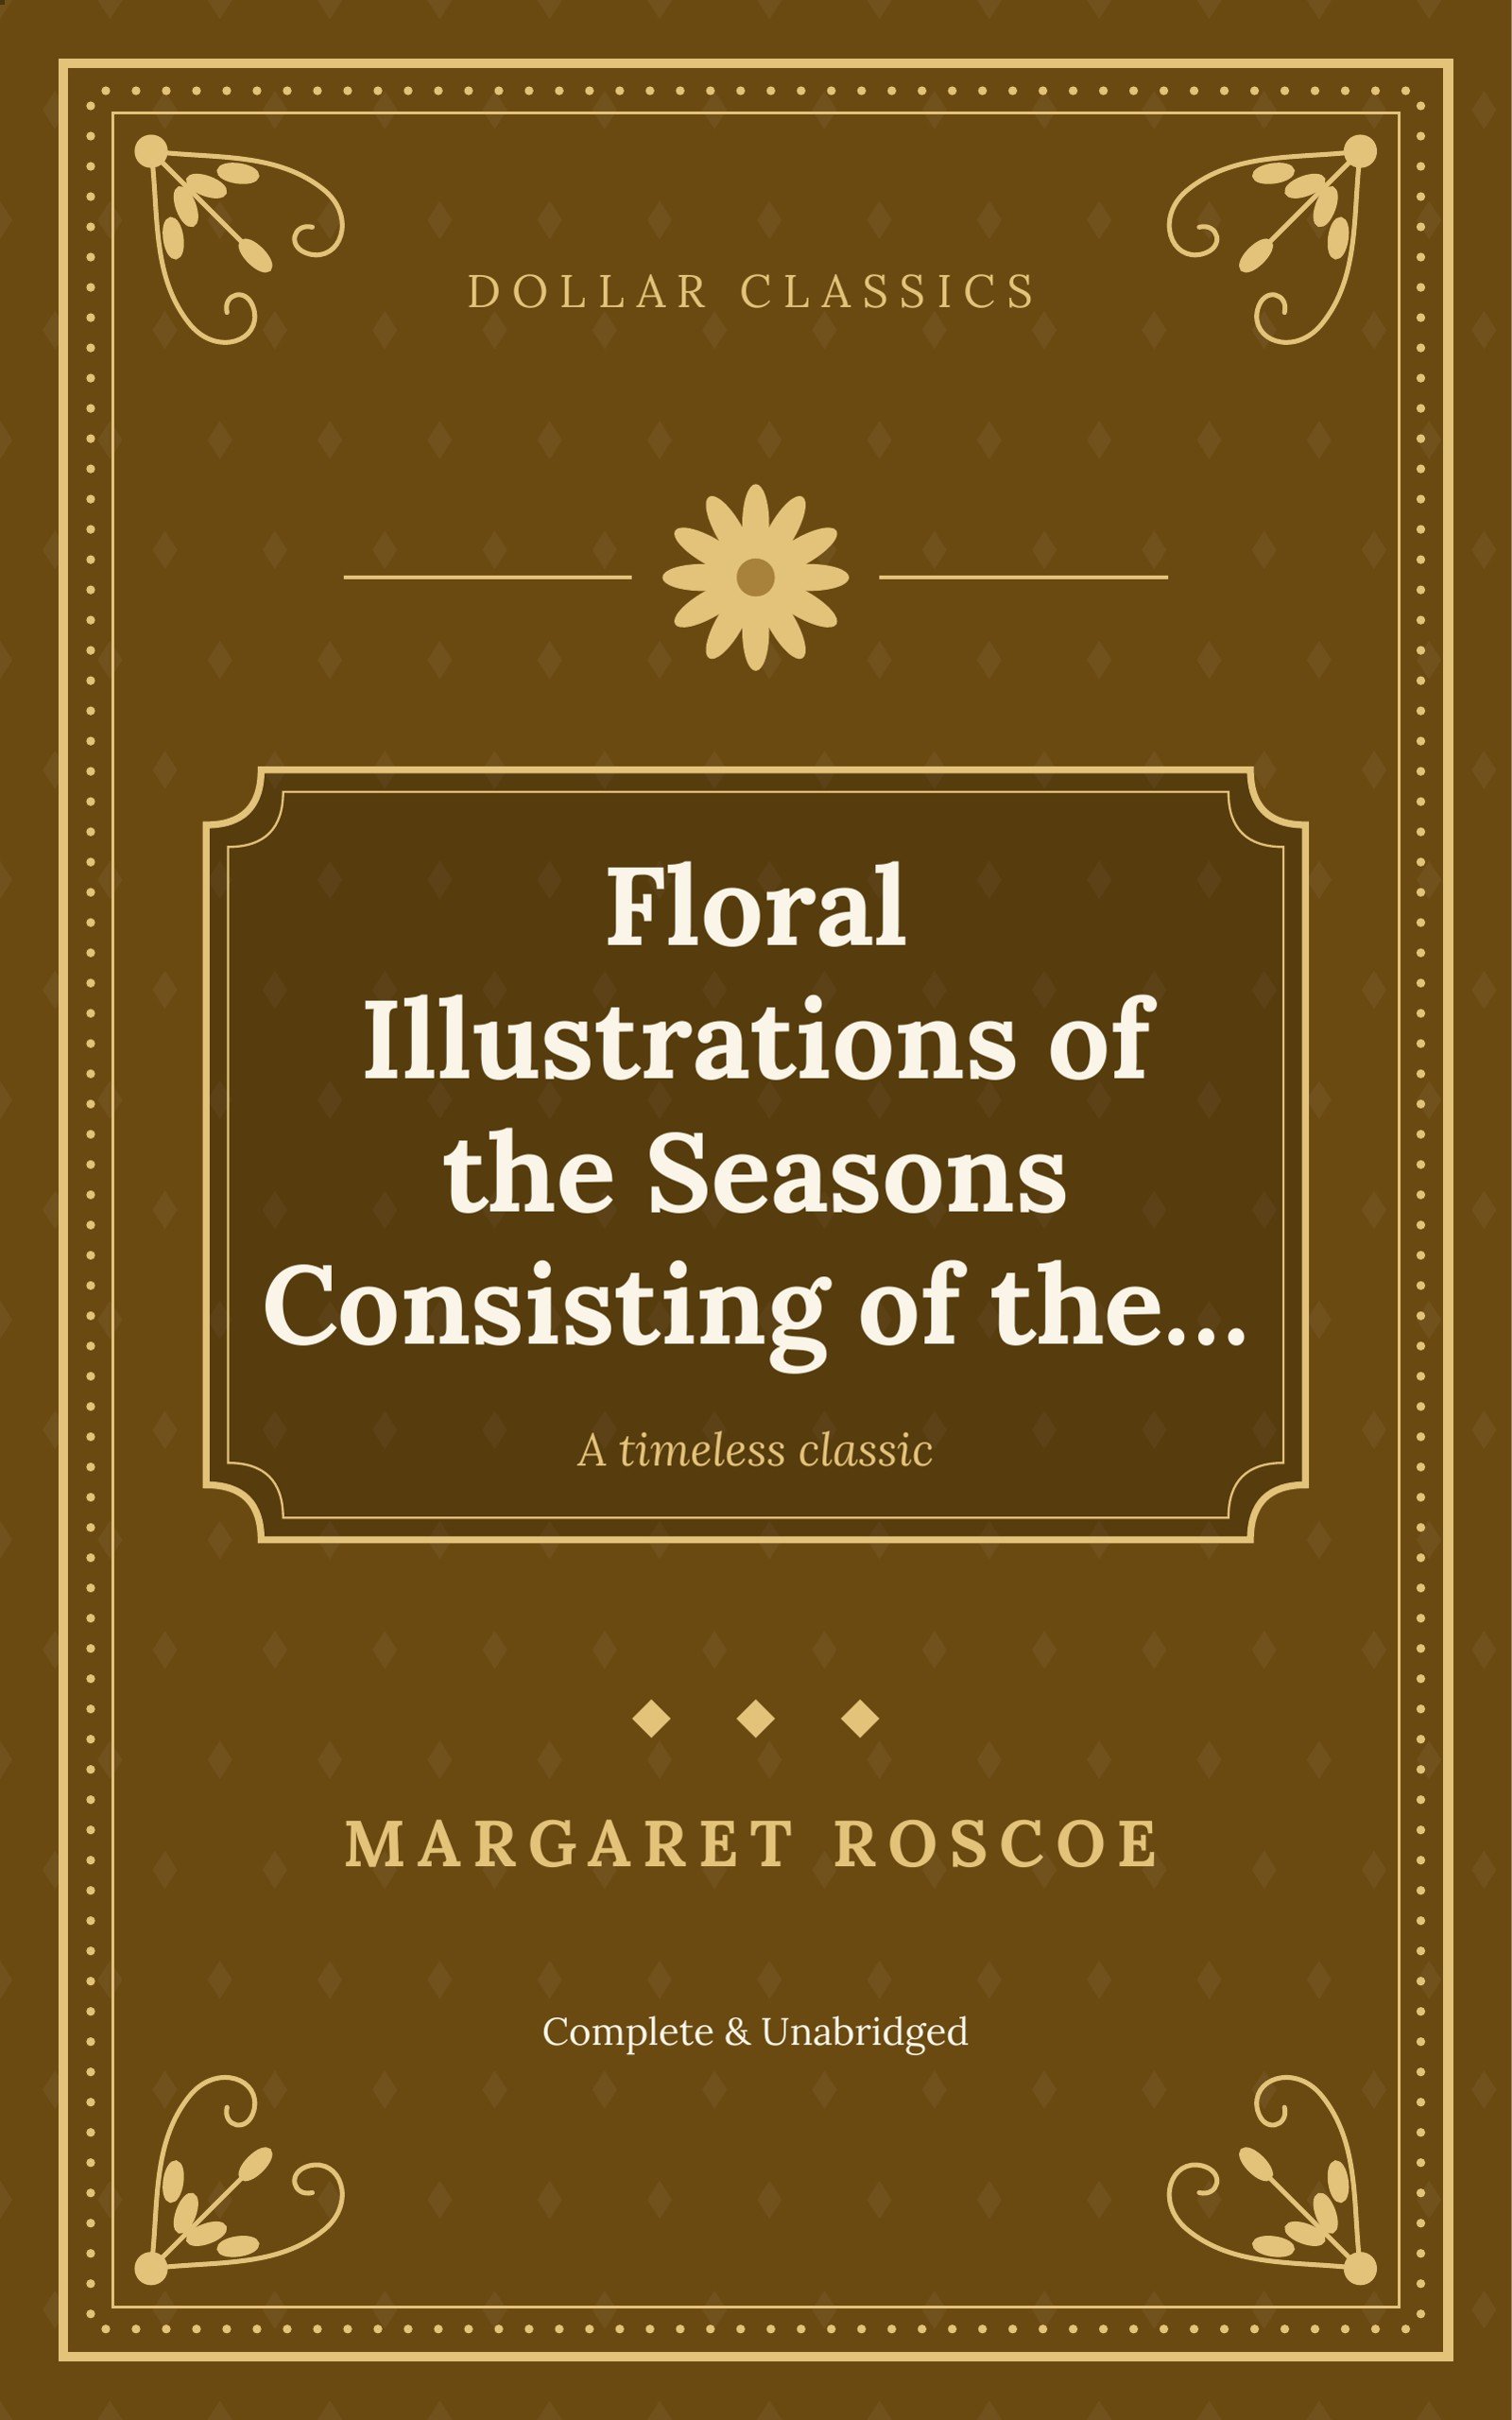 DOLLAR CLASSICS
Floral
Illustrations of
the Seasons
Consisting of the...
A timeless classic
MARGARET ROSCOE
Complete & Unabridged